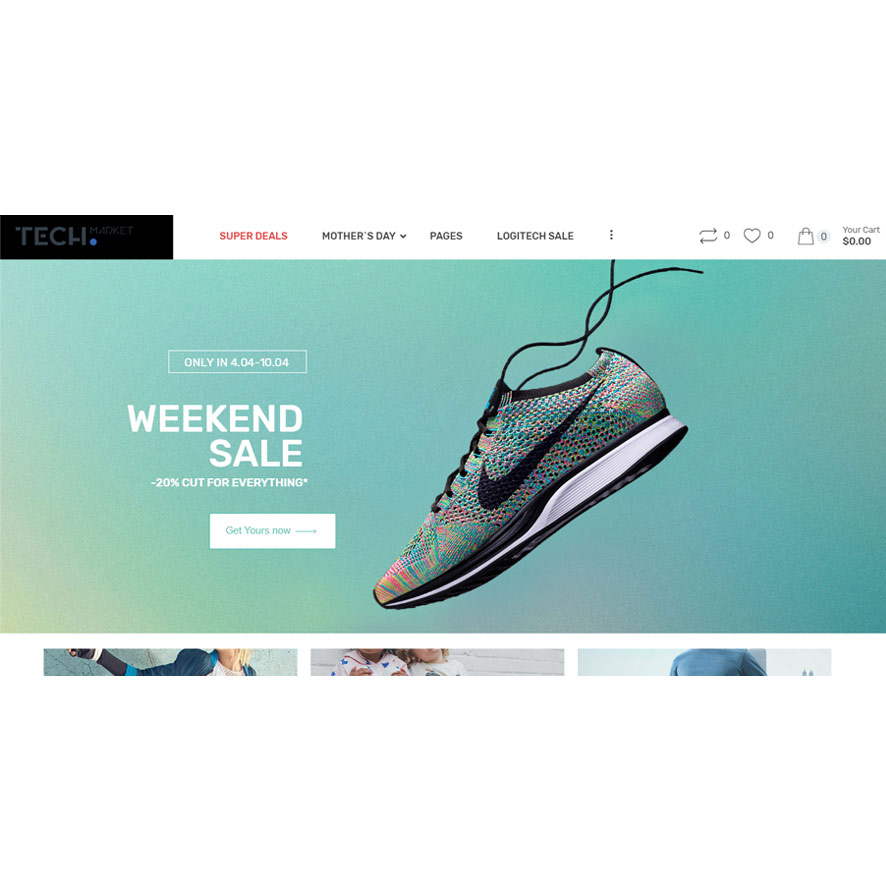 TECH. MARKET
SUPER DEALS
MOTHER`S DAY
PAGES
LOGITECH SALE
0
0
0
Your Cart
$0.00
ONLY IN 4.04-10.04
WEEKEND
SALE
-20% CUT FOR EVERYTHING*
Get Yours now